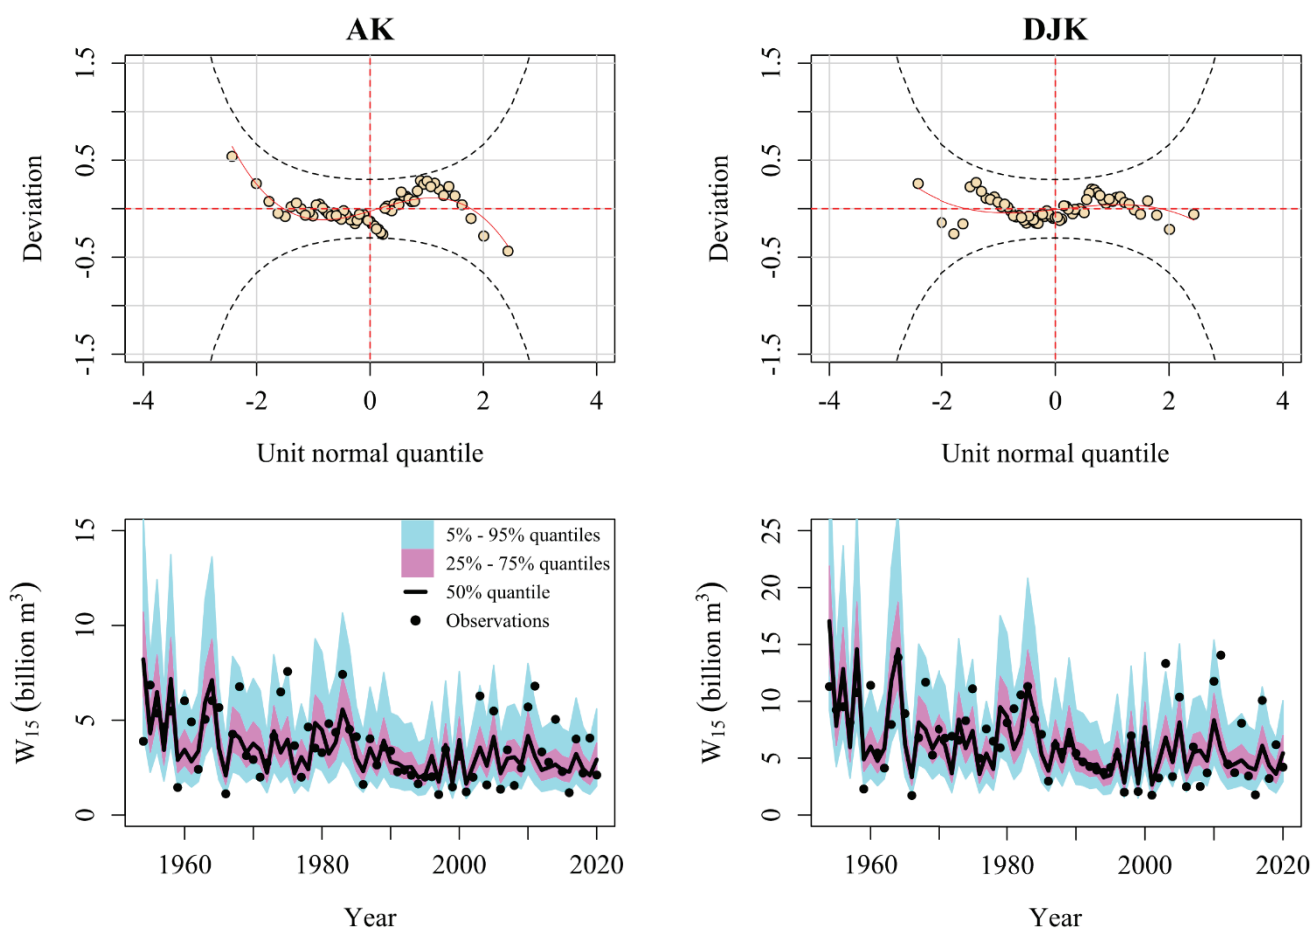 AK
DJK
1.5
0.5
-0.5
-1.5
Deviation
-4
-2
0
2
4
Unit normal quantile
1.5
0.5
-0.5
-1.5
Deviation
-4
-2
0
2
4
Unit normal quantile
15
10
5
0
W15 (billion m3)
5% - 95% quantiles
25% - 75% quantiles
50% quantile
Observations
1960
1980
2000
2020
Year
25
20
15
10
5
0
W15 (billion m3)
1960
1980
2000
2020
Year